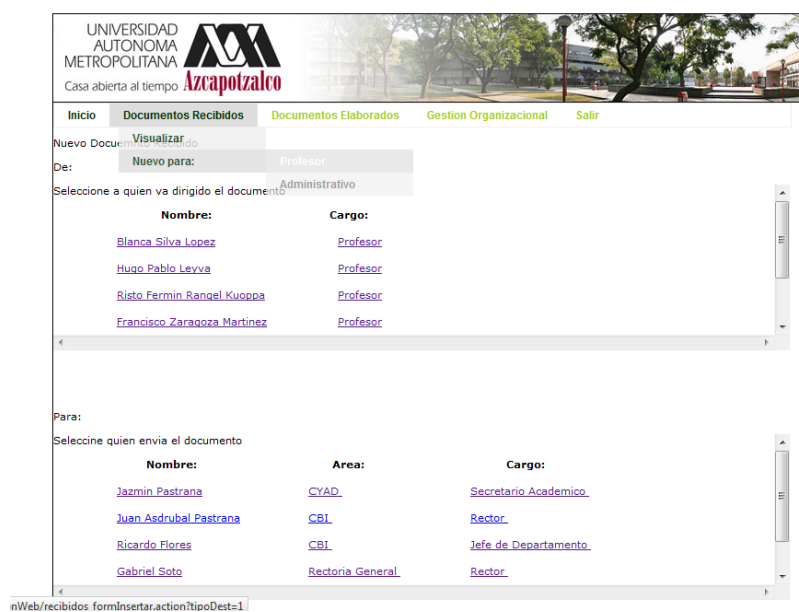 UNIVERSIDAD
AUTONOMA
METROPOLITANA
Casa abierta al tiempo Azcapotzalco
Inicio Documentos Recibidos Documentos Elaborados Gestion Organizacional Salir
Visualizar
Nuevo para:
Profesor
Administrativo
De:
Seleccione a quien va dirigido el documento
Nombre: Cargo:
Blanca Silva Lopez Profesor
Hugo Pablo Leyva Profesor
Risto Fermin Rangel Kuoppa Profesor
Francisco Zaragoza Martinez Profesor
Para:
Seleccine quien envia el documento
Nombre: Area: Cargo:
Jazmin Pastrana CYAD Secretario Academico
Juan Asdrubal Pastrana CBI Rector
Ricardo Flores CBI Jefe de Departamento
Gabriel Soto Rectoria General Rector
nWeb/recibidos_formInsertar.action?tipoDest=1